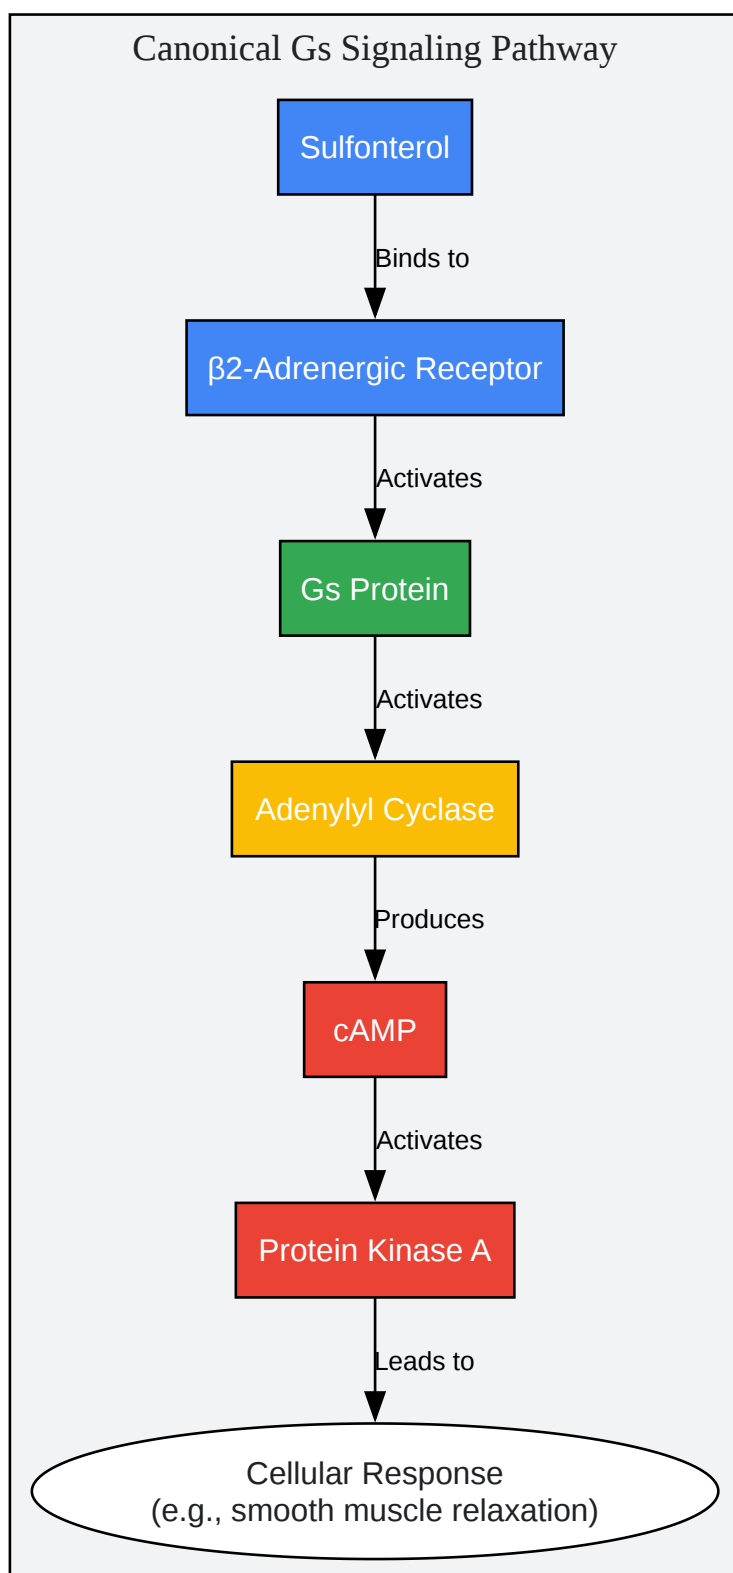 Canonical Gs Signaling Pathway
Sulfonterol
Binds to
β2-Adrenergic Receptor
Activates
Gs Protein
Activates
Adenylyl Cyclase
Produces
cAMP
Activates
Protein Kinase A
Leads to
Cellular Response
(e.g., smooth muscle relaxation)